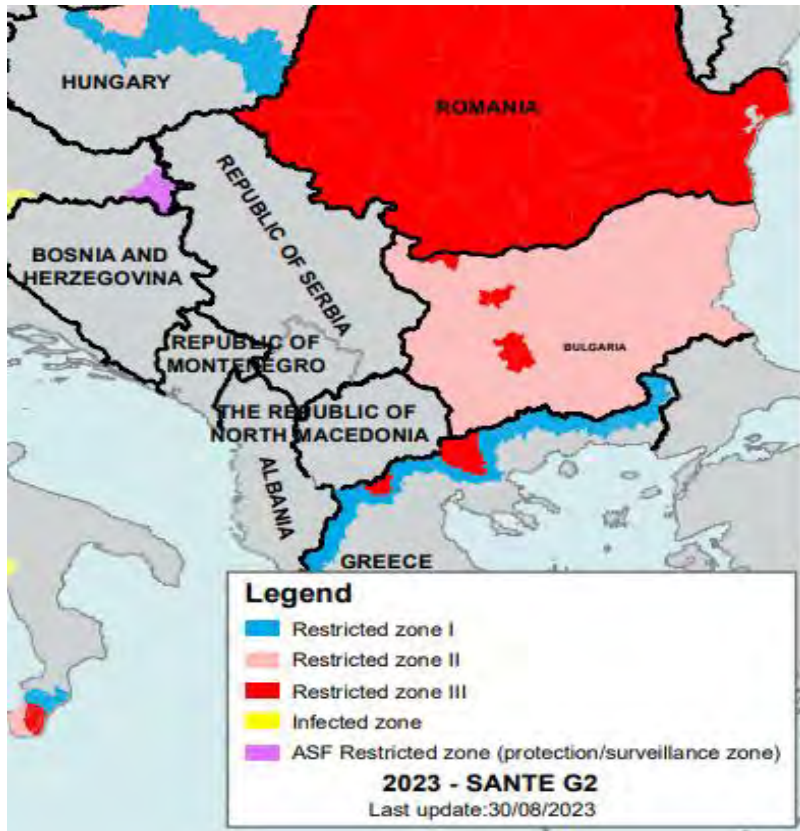 HUNGARY
ROMANIA
REPUBLIC OF SERBIA
BOSNIA AND
HERZEGOVINA
REPUBLIC OF
MONTENEGRO
BULGARIA
THE REPUBLIC OF
NORTH MACEDONIA
ALBANIA
GREECE
Legend
Restricted zone I
Restricted zone II
Restricted zone III
Infected zone
ASF Restricted zone (protection/surveillance zone)
2023 - SANTE G2
Last update:30/08/2023